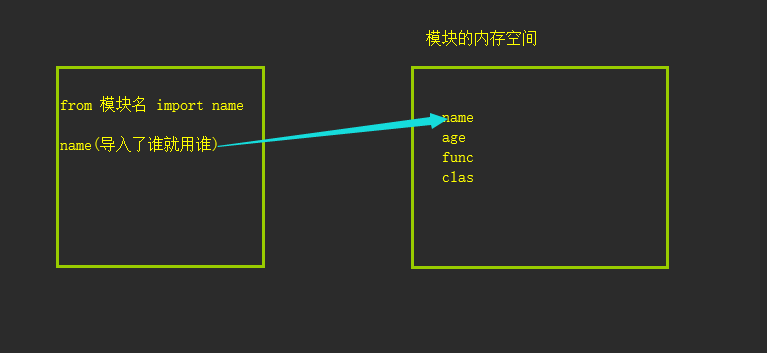 模块的内存空间
from 模块名 import name
name(导入了谁就用谁)
name
age
func
clas